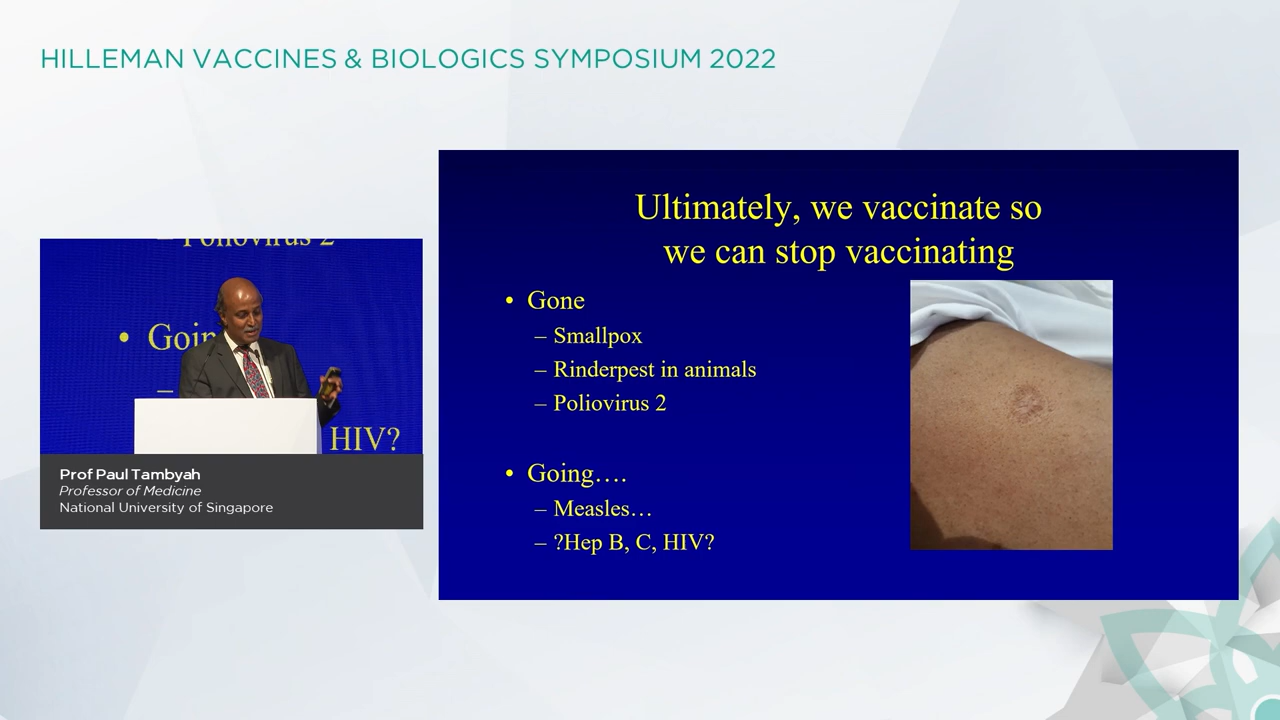 HILLEMAN VACCINES & BIOLOGICS SYMPOSIUM 2022
– Poliovirus 2
• Goin
–
HIV?
Prof Paul Tambyah
Professor of Medicine
National University of Singapore
Ultimately, we vaccinate so
we can stop vaccinating
• Gone
– Smallpox
– Rinderpest in animals
– Poliovirus 2
• Going….
– Measles…
– ?Hep B, C, HIV?